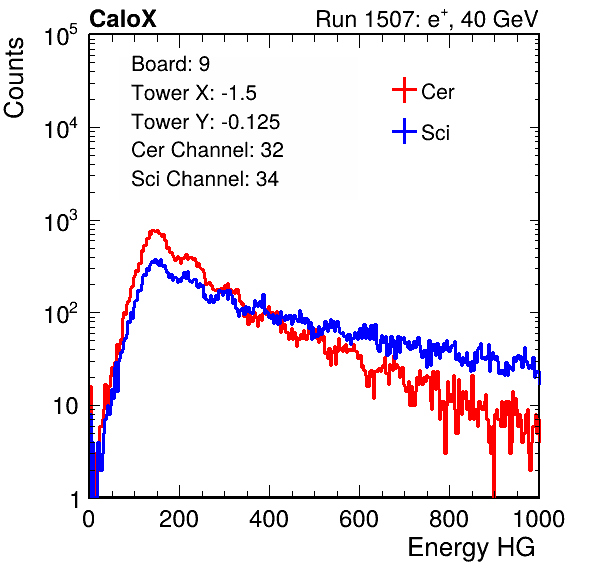 CaloX Run 1507: e⁺, 40 GeV
Counts
Board: 9
Tower X: -1.5
Tower Y: -0.125
Cer Channel: 32
Sci Channel: 34
Cer
Sci
10⁵
10⁴
10³
10²
10
1
0 200 400 600 800 1000
Energy HG